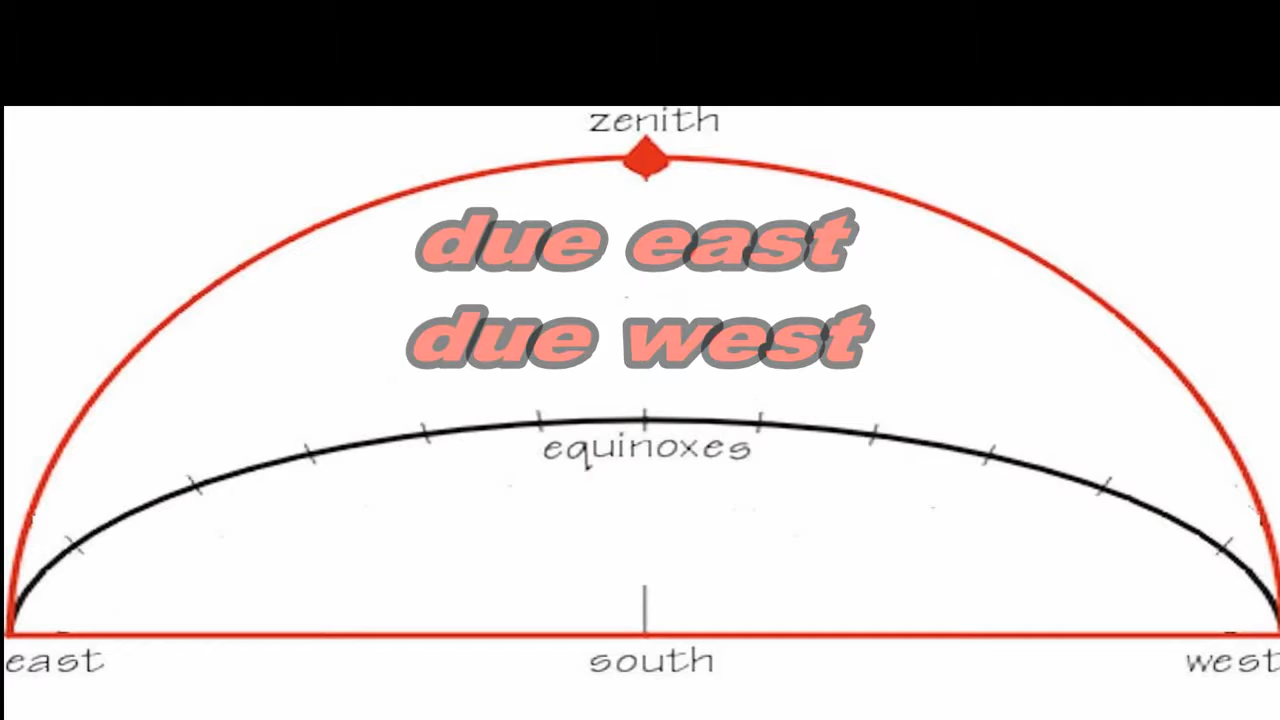 zenith
due east
due west
equinoxes
east south west